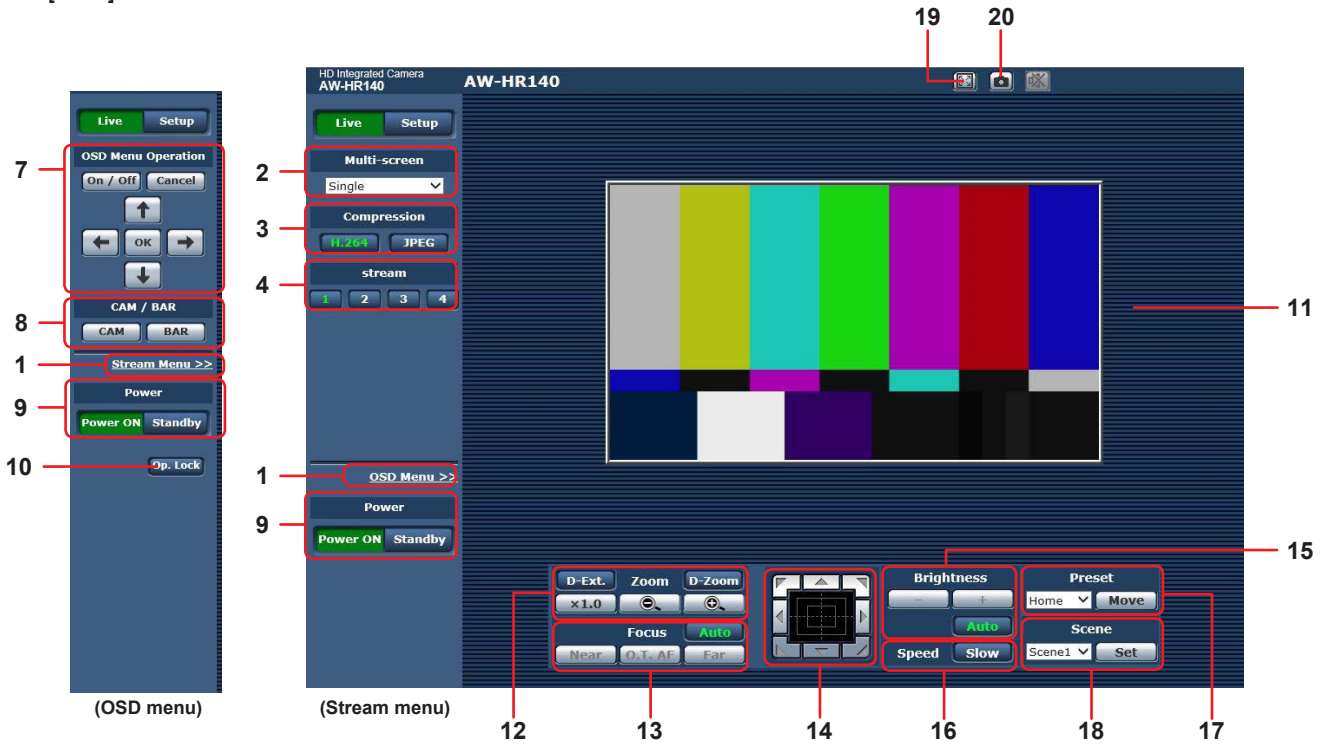 19 20
HD Integrated Camera
AW-HR140
AW-HR140
Live Setup
OSD Menu Operation
On / Off Cancel
OK
7
CAM / BAR
CAM BAR
8
Stream Menu >>
1
Power
Power ON Standby
9
Op. Lock
10
(OSD menu)
Live Setup
Multi-screen
Single
2
Compression
H.264 JPEG
3
stream
1 2 3 4
4
OSD Menu >>
1
Power
Power ON Standby
9
(Stream menu)
11
D-Ext. Zoom D-Zoom
×1.0
Focus Auto
Near O.T. AF Far
Brightness
- +
Auto
Speed Slow
15
Preset
Home Move
Scene
Scene1 Set
12 13 14 16 18 17